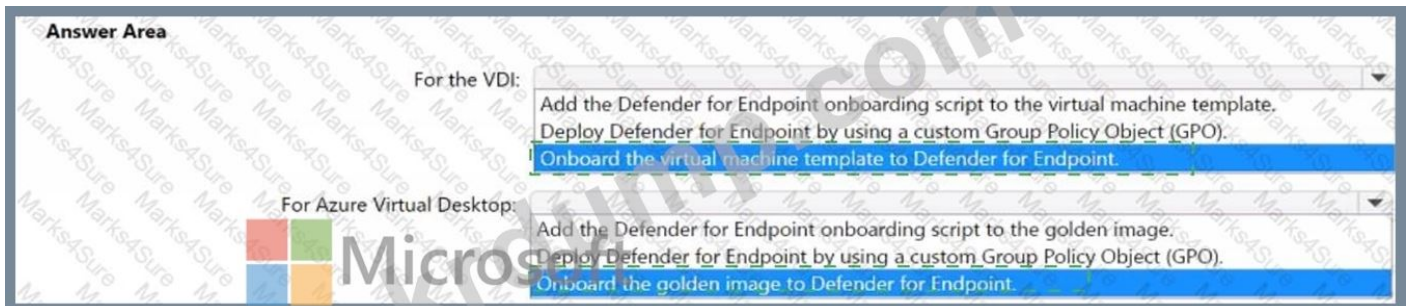 Answer Area
For the VDI:
Add the Defender for Endpoint onboarding script to the virtual machine template.
Deploy Defender for Endpoint by using a custom Group Policy Object (GPO).
Onboard the virtual machine template to Defender for Endpoint.
For Azure Virtual Desktop:
Add the Defender for Endpoint onboarding script to the golden image.
Deploy Defender for Endpoint by using a custom Group Policy Object (GPO).
Onboard the golden image to Defender for Endpoint.
Microsoft
Marks4Sure